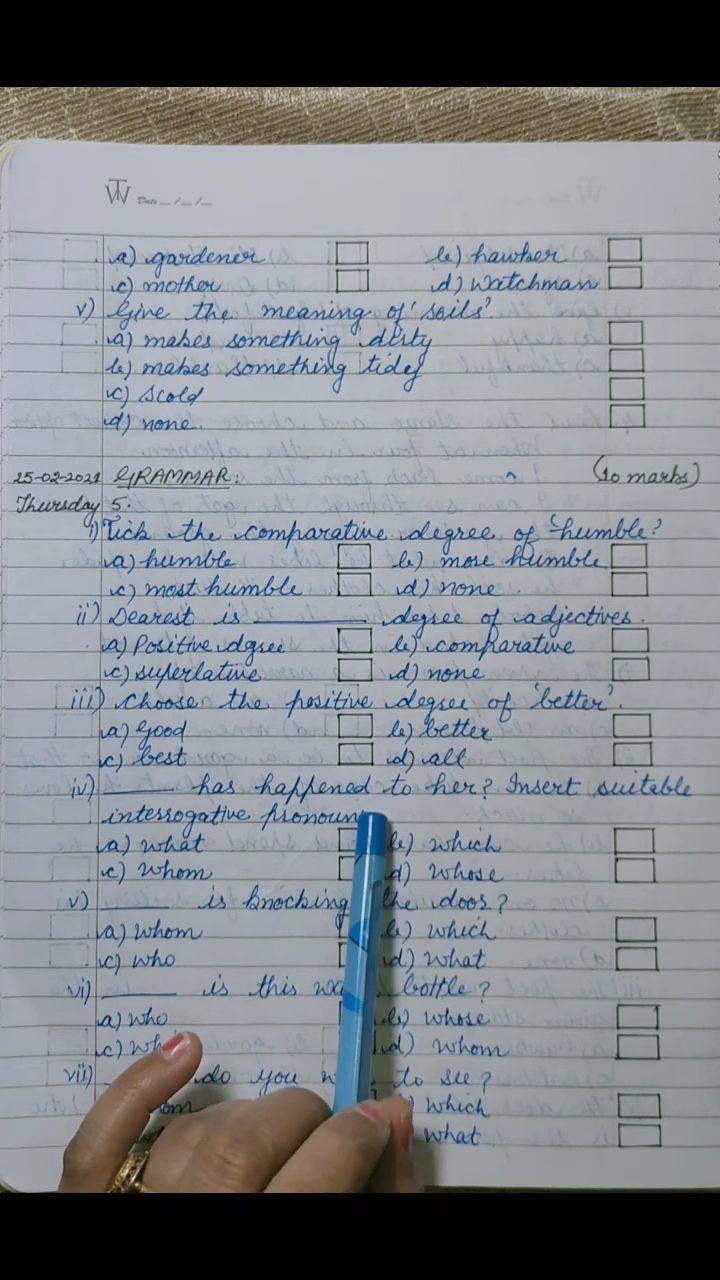 TW Date _ / _ / _
a) gardener b) hawker
c) mother d) watchman
v) Give the meaning of 'soils'.
a) makes something dirty
b) makes something tidy
c) scold
d) none.
25-02-2021 GRAMMAR: (10 marks)
Thursday 5.
i) Tick the comparative degree of 'humble?
a) humble b) more humble
c) most humble d) none.
ii) Dearest is ________ degree of adjectives.
a) Positive dgree b) comparative
c) superlative d) none
iii) Choose the positive degree of 'better'.
a) Good b) better
c) best d) all
iv) ______ has happened to her? Insert suitable
interrogative pronoun
a) what b) which
c) whom d) whose
v) ______ is knocking the door?
a) whom b) which
c) who d) what
vi) ______ is this bottle?
a) who b) whose
c) d) whom
vii) do you to see?
which
what